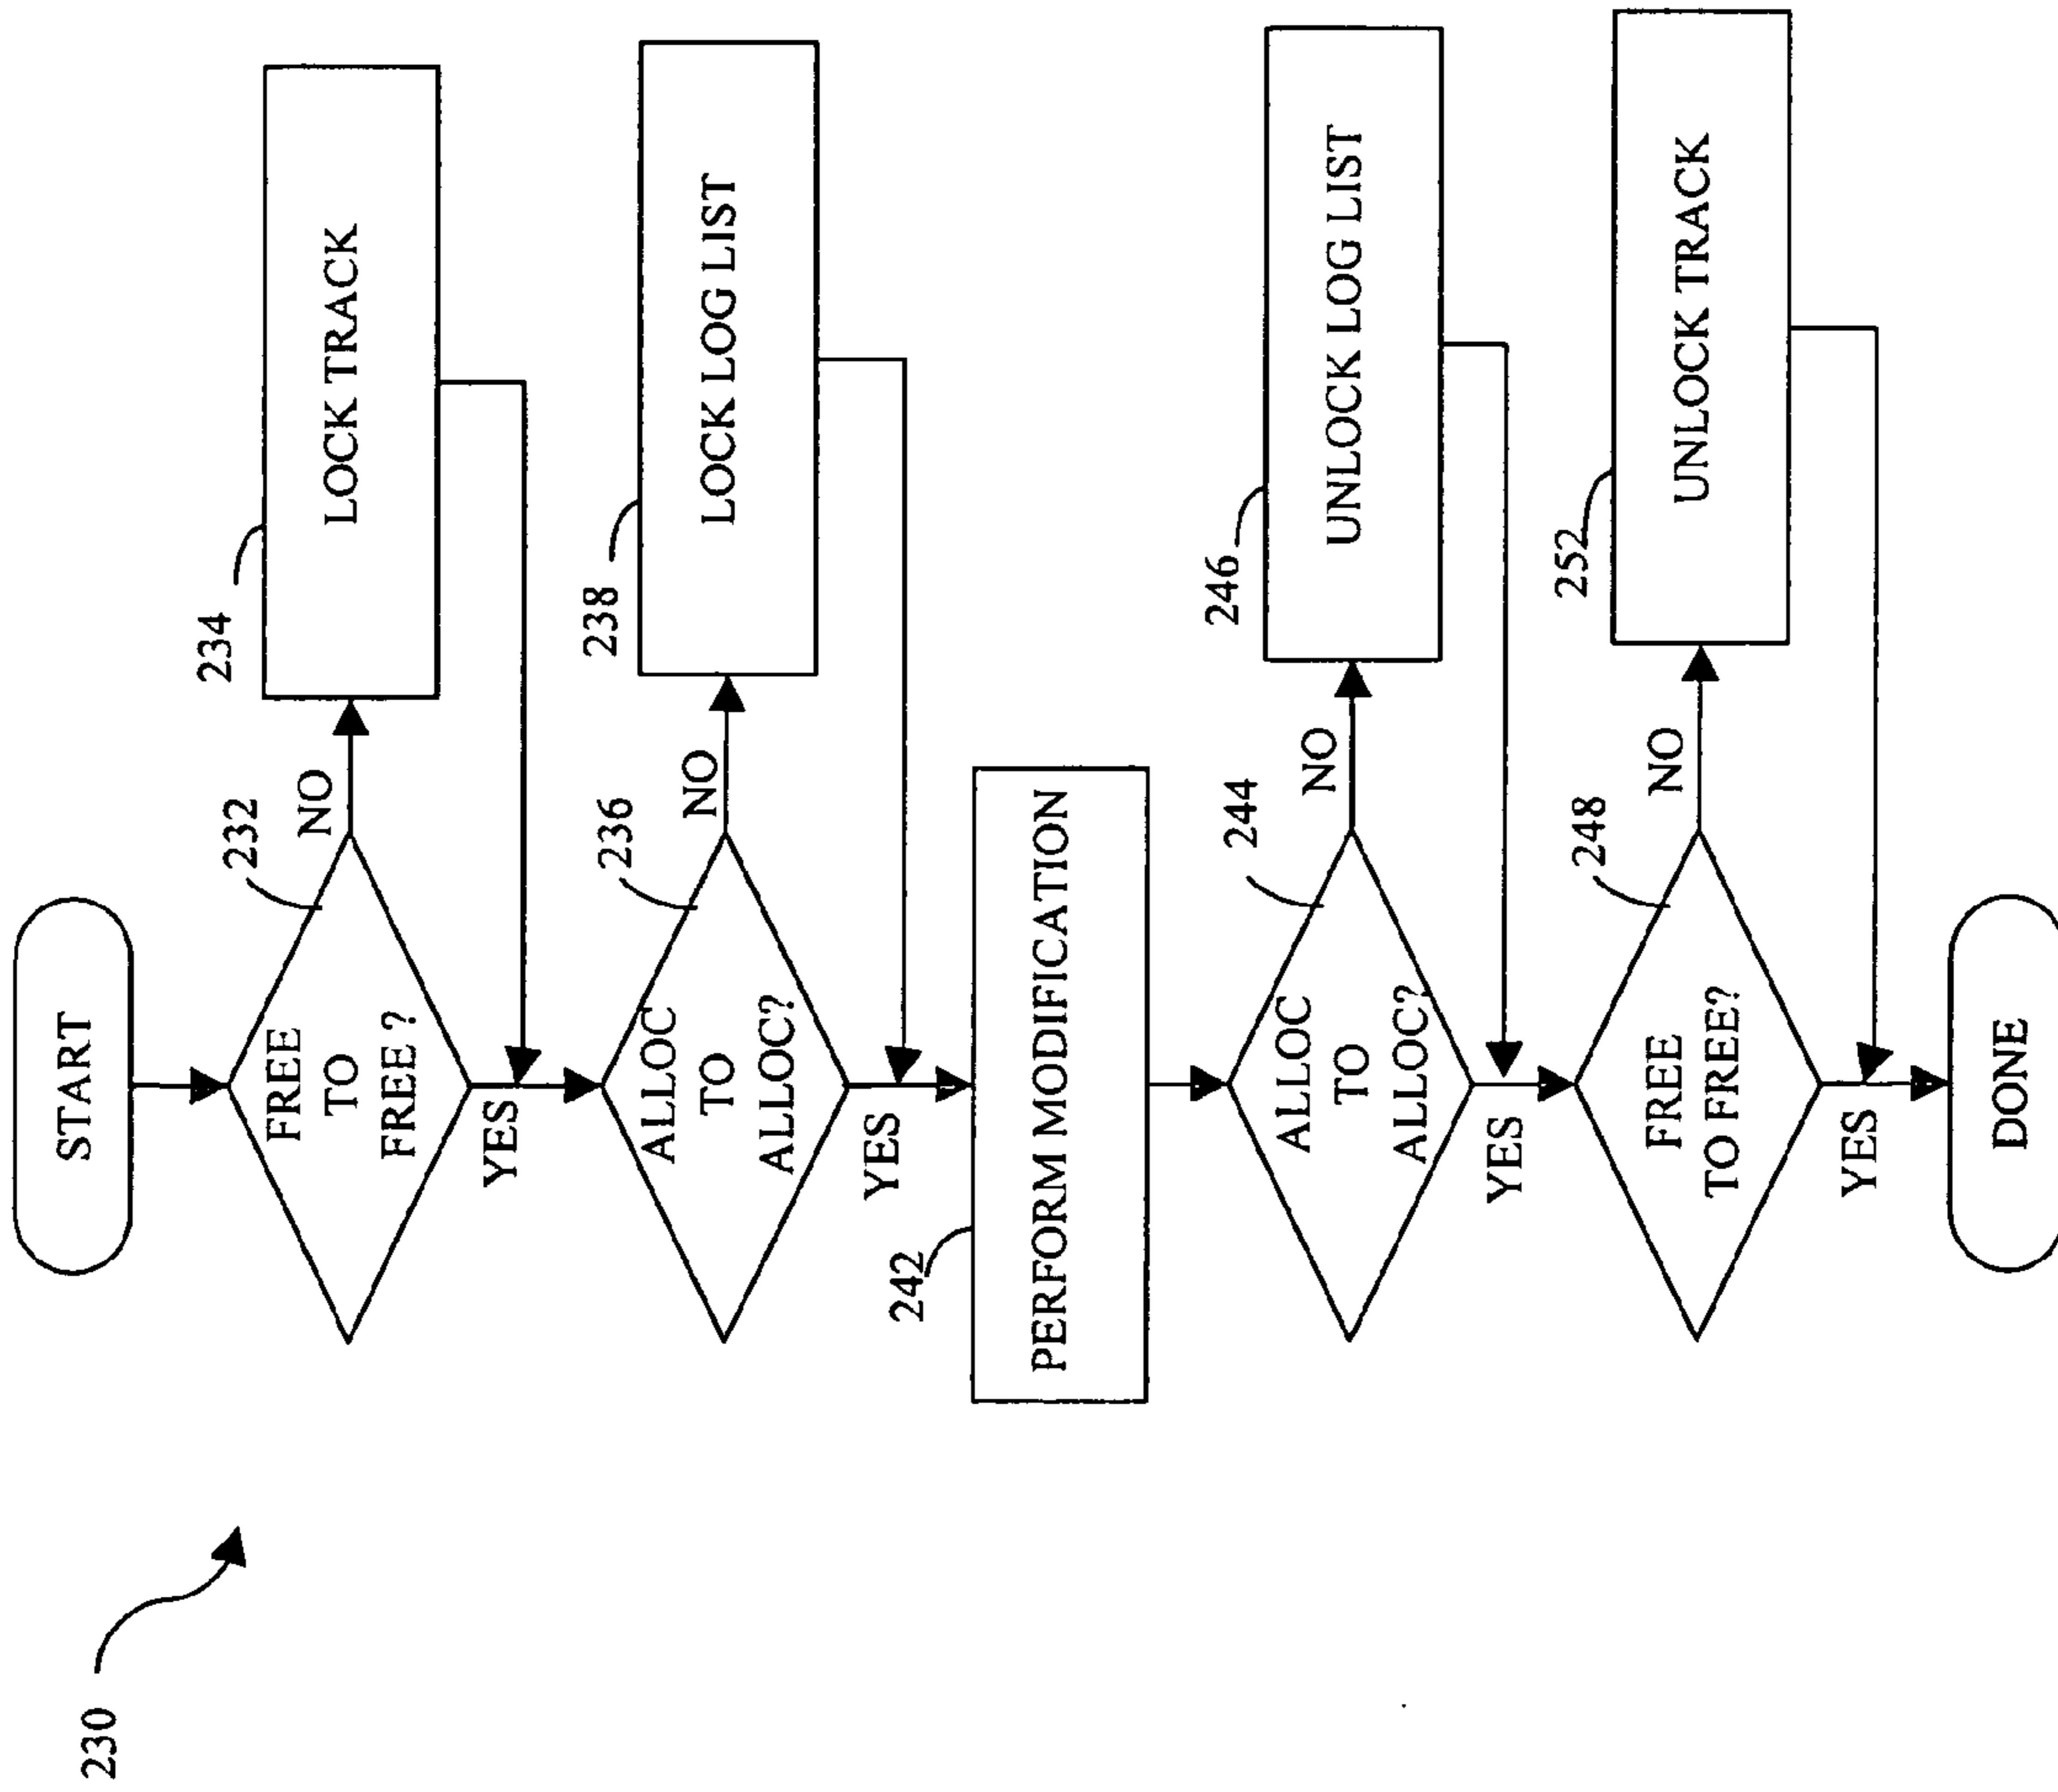 230
START
232
FREE
TO
FREE ?
NO
234
LOCK TRACK
YES
236
ALLOC
TO
ALLOC?
NO
238
LOCK LOG LIST
YES
242
PERFORM MODIFICATION
244
ALLOC
TO
ALLOC?
NO
246
UNLOCK LOG LIST
YES
248
FREE
TO FREE?
NO
252
UNLOCK TRACK
YES
DONE